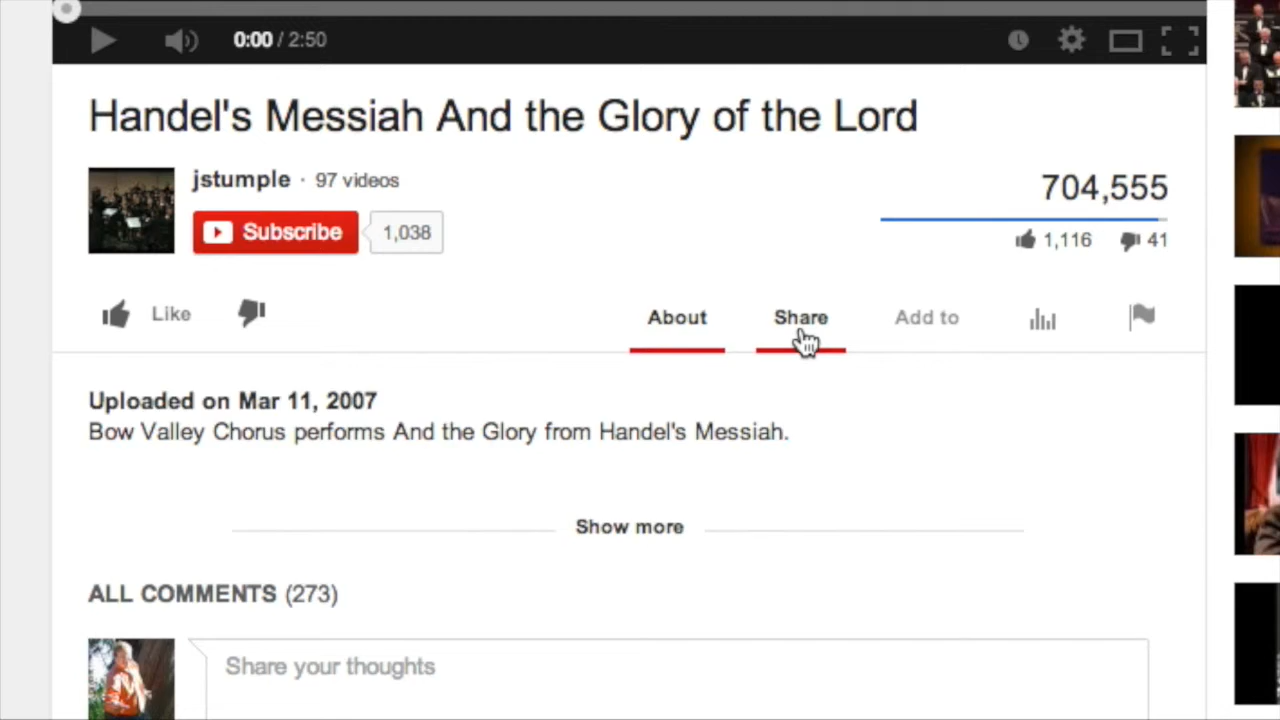 0:00 / 2:50
Handel's Messiah And the Glory of the Lord
jstumple · 97 videos
Subscribe 1,038
704,555
1,116 41
Like
About Share Add to
Uploaded on Mar 11, 2007
Bow Valley Chorus performs And the Glory from Handel's Messiah.
Show more
ALL COMMENTS (273)
Share your thoughts